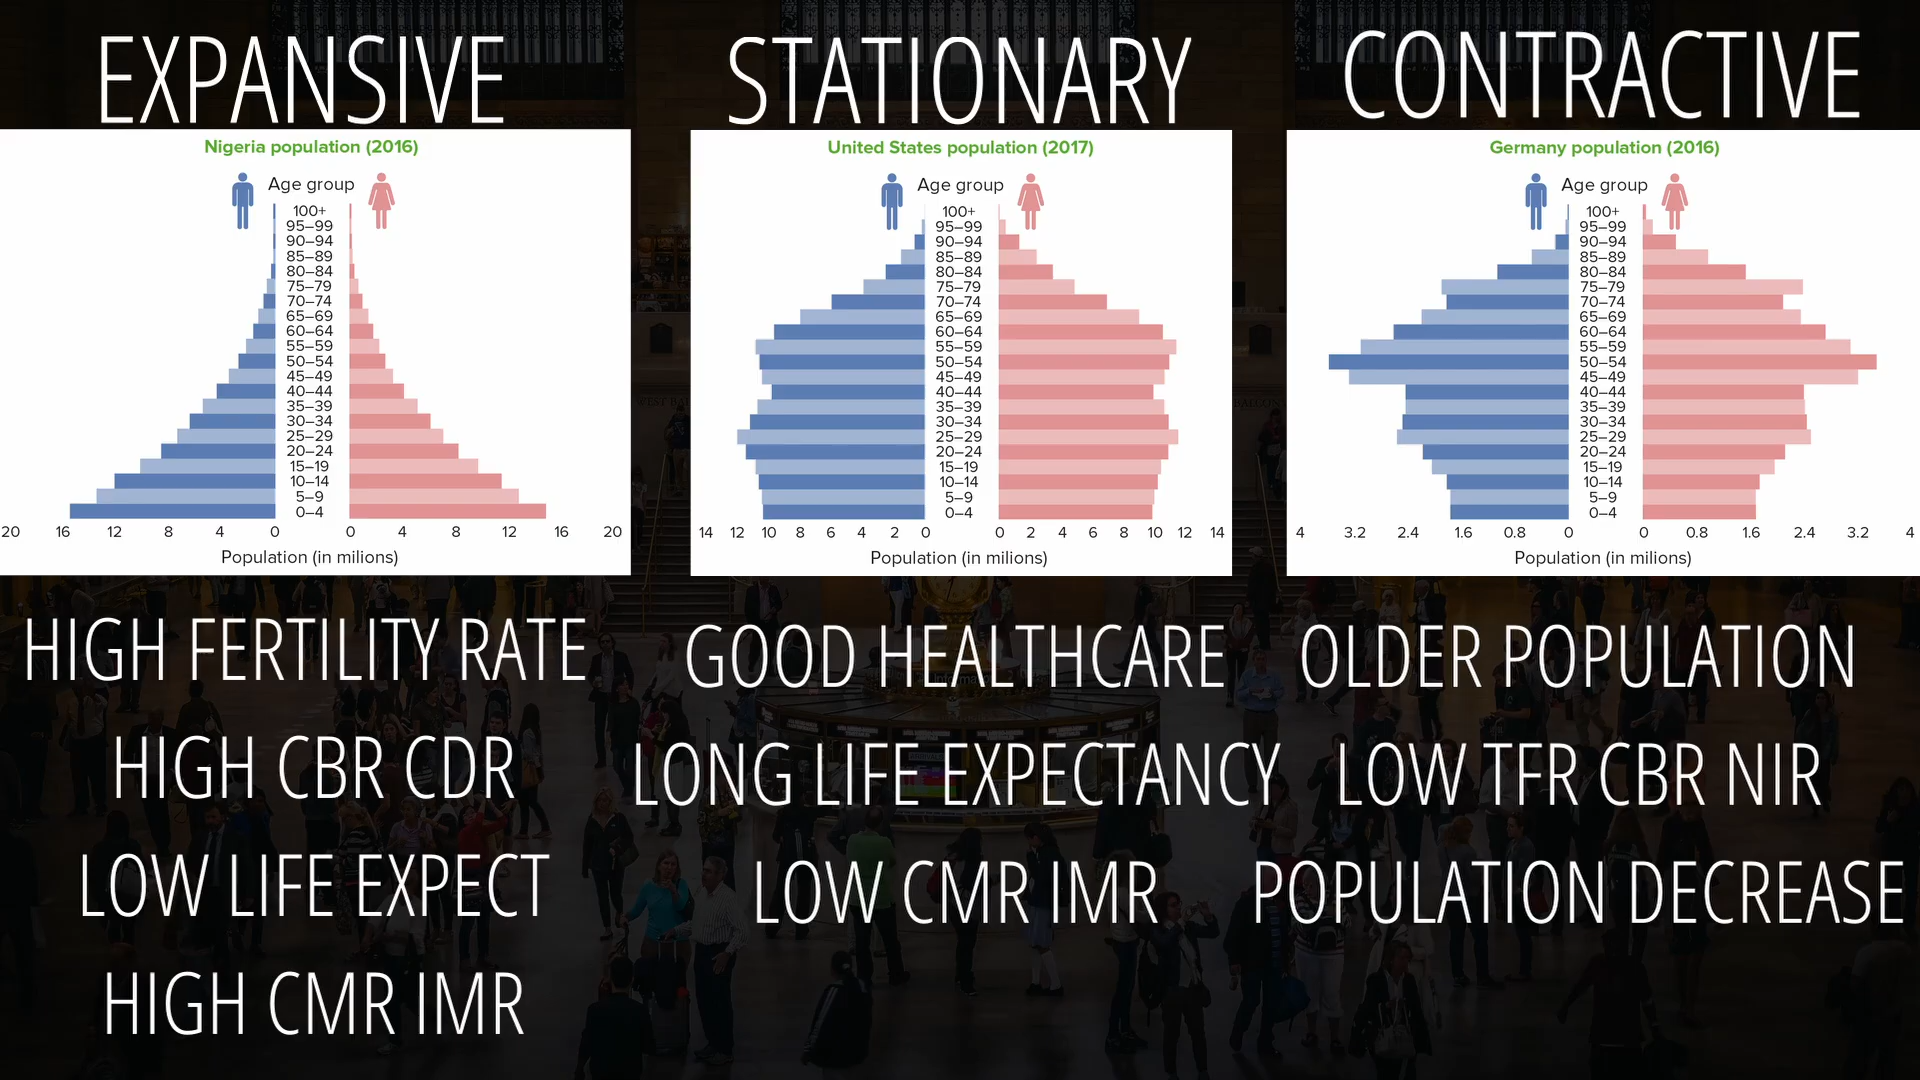 EXPANSIVE
Nigeria population (2016)
Age group
100+
95–99
90–94
85–89
80–84
75–79
70–74
65–69
60–64
55–59
50–54
45–49
40–44
35–39
30–34
25–29
20–24
15–19
10–14
5–9
0–4
20 16 12 8 4 0 0 4 8 12 16 20
Population (in milions)
HIGH FERTILITY RATE
HIGH CBR CDR
LOW LIFE EXPECT
HIGH CMR IMR
STATIONARY
United States population (2017)
Age group
100+
95–99
90–94
85–89
80–84
75–79
70–74
65–69
60–64
55–59
50–54
45–49
40–44
35–39
30–34
25–29
20–24
15–19
10–14
5–9
0–4
14 12 10 8 6 4 2 0 0 2 4 6 8 10 12 14
Population (in milions)
GOOD HEALTHCARE
LONG LIFE EXPECTANCY
LOW CMR IMR
CONTRACTIVE
Germany population (2016)
Age group
100+
95–99
90–94
85–89
80–84
75–79
70–74
65–69
60–64
55–59
50–54
45–49
40–44
35–39
30–34
25–29
20–24
15–19
10–14
5–9
0–4
4 3.2 2.4 1.6 0.8 0 0 0.8 1.6 2.4 3.2 4
Population (in milions)
OLDER POPULATION
LOW TFR CBR NIR
POPULATION DECREASE